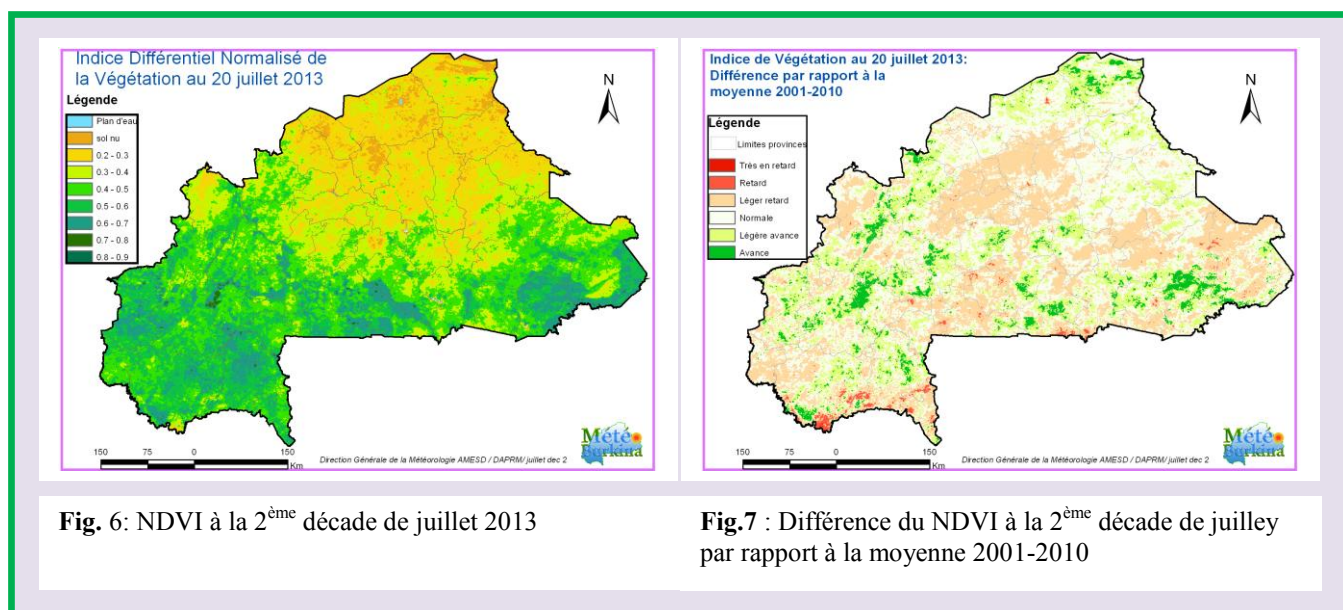 Indice Différentiel Normalisé de
la Végétation au 20 juillet 2013
Légende
Plan d'eau
sol nu
0.2 - 0.3
0.3 - 0.4
0.4 - 0.5
0.5 - 0.6
0.6 - 0.7
0.7 - 0.8
0.8 - 0.9
N
150 75 0 150
Km
Direction Générale de la Météorologie AMESD / DAPRM/ juillet dec 2
Météo
Burkina
Fig. 6: NDVI à la 2ème décade de juillet 2013
Indice de Végétation au 20 juillet 2013:
Différence par rapport à la
moyenne 2001-2010
Légende
Limites provinces
Très en retard
Retard
Léger retard
Normale
Légère avance
Avance
N
150 75 0 150
Km
Direction Générale de la Météorologie AMESD / DAPRM/ juillet dec 2
Météo
Burkina
Fig.7 : Différence du NDVI à la 2ème décade de juilley
par rapport à la moyenne 2001-2010